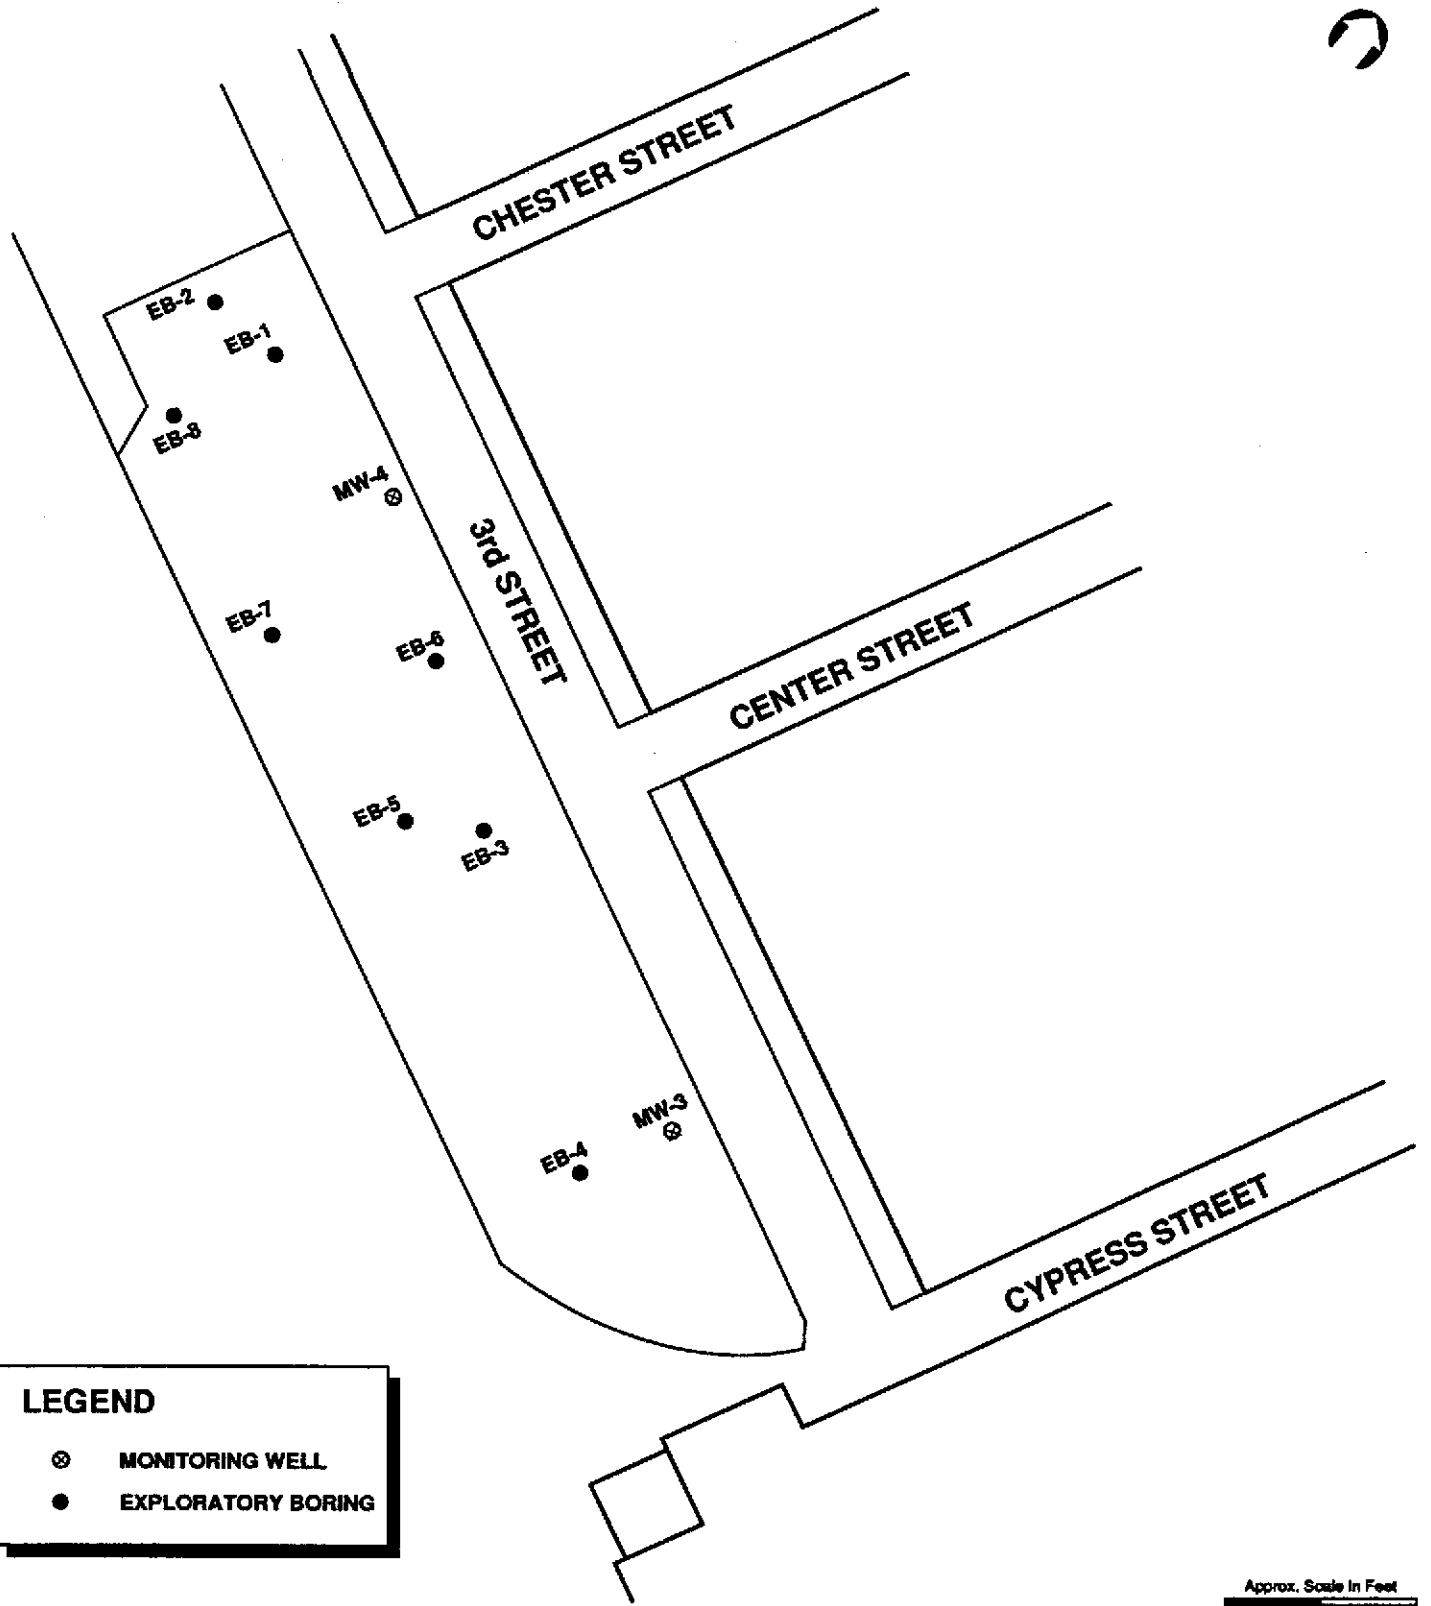 CHESTER STREET
EB-2
EB-1
EB-8
MW-4
3rd STREET
EB-7
EB-6
CENTER STREET
EB-5
EB-3
MW-3
EB-4
CYPRESS STREET
LEGEND
MONITORING WELL
EXPLORATORY BORING
Approx. Scale In Feet